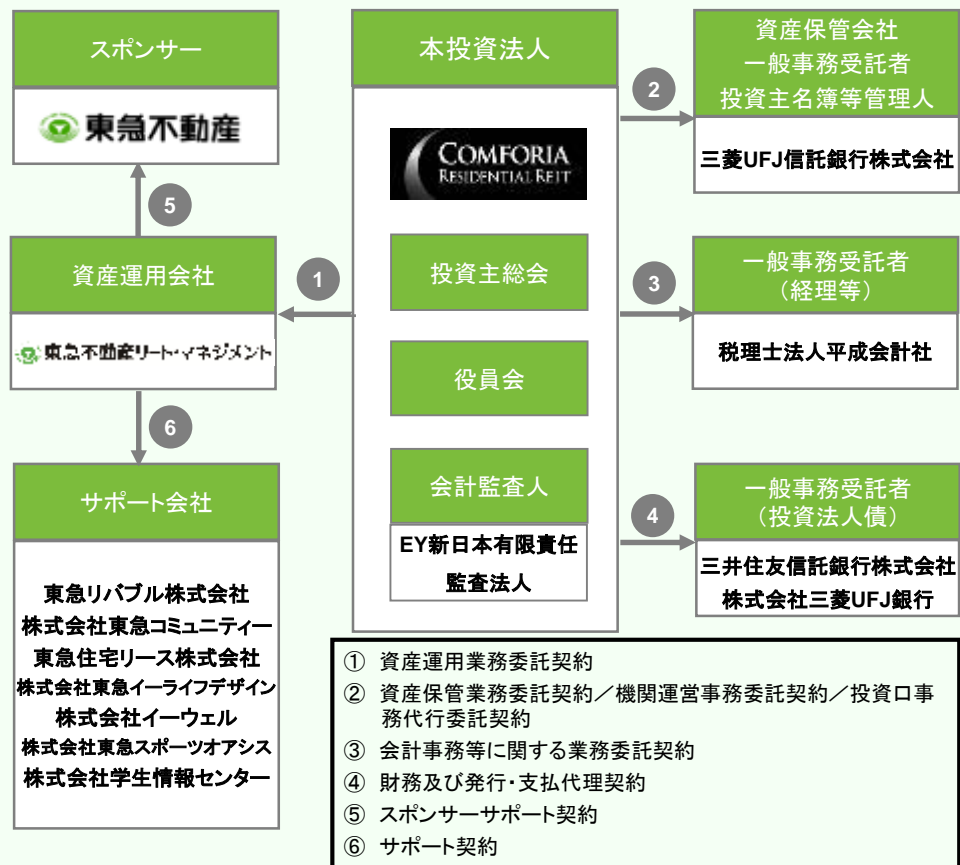 スポンサー
東急不動産
5
資産運用会社
東急不動産リート・マネジメント
6
サポート会社
東急リバブル株式会社
株式会社東急コミュニティー
東急住宅リース株式会社
株式会社東急イーライフデザイン
株式会社イーウェル
株式会社東急スポーツオアシス
株式会社学生情報センター
1
本投資法人
COMFORIA
RESIDENTIAL REIT
投資主総会
役員会
会計監査人
EY新日本有限責任
監査法人
2
資産保管会社
一般事務受託者
投資主名簿等管理人
三菱UFJ信託銀行株式会社
3
一般事務受託者
（経理等）
税理士法人平成会計社
4
一般事務受託者
（投資法人債）
三井住友信託銀行株式会社
株式会社三菱UFJ銀行
① 資産運用業務委託契約
② 資産保管業務委託契約／機関運営事務委託契約／投資口事
務代行委託契約
③ 会計事務等に関する業務委託契約
④ 財務及び発行・支払代理契約
⑤ スポンサーサポート契約
⑥ サポート契約